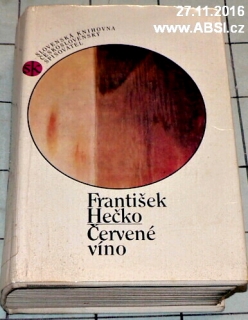 27.11.2016
www.ABSI.cz
SLOVENSKÁ KNIHOVNA
ČESKOSLOVENSKÝ
SPISOVATEL
František
Hečko
Červené
víno